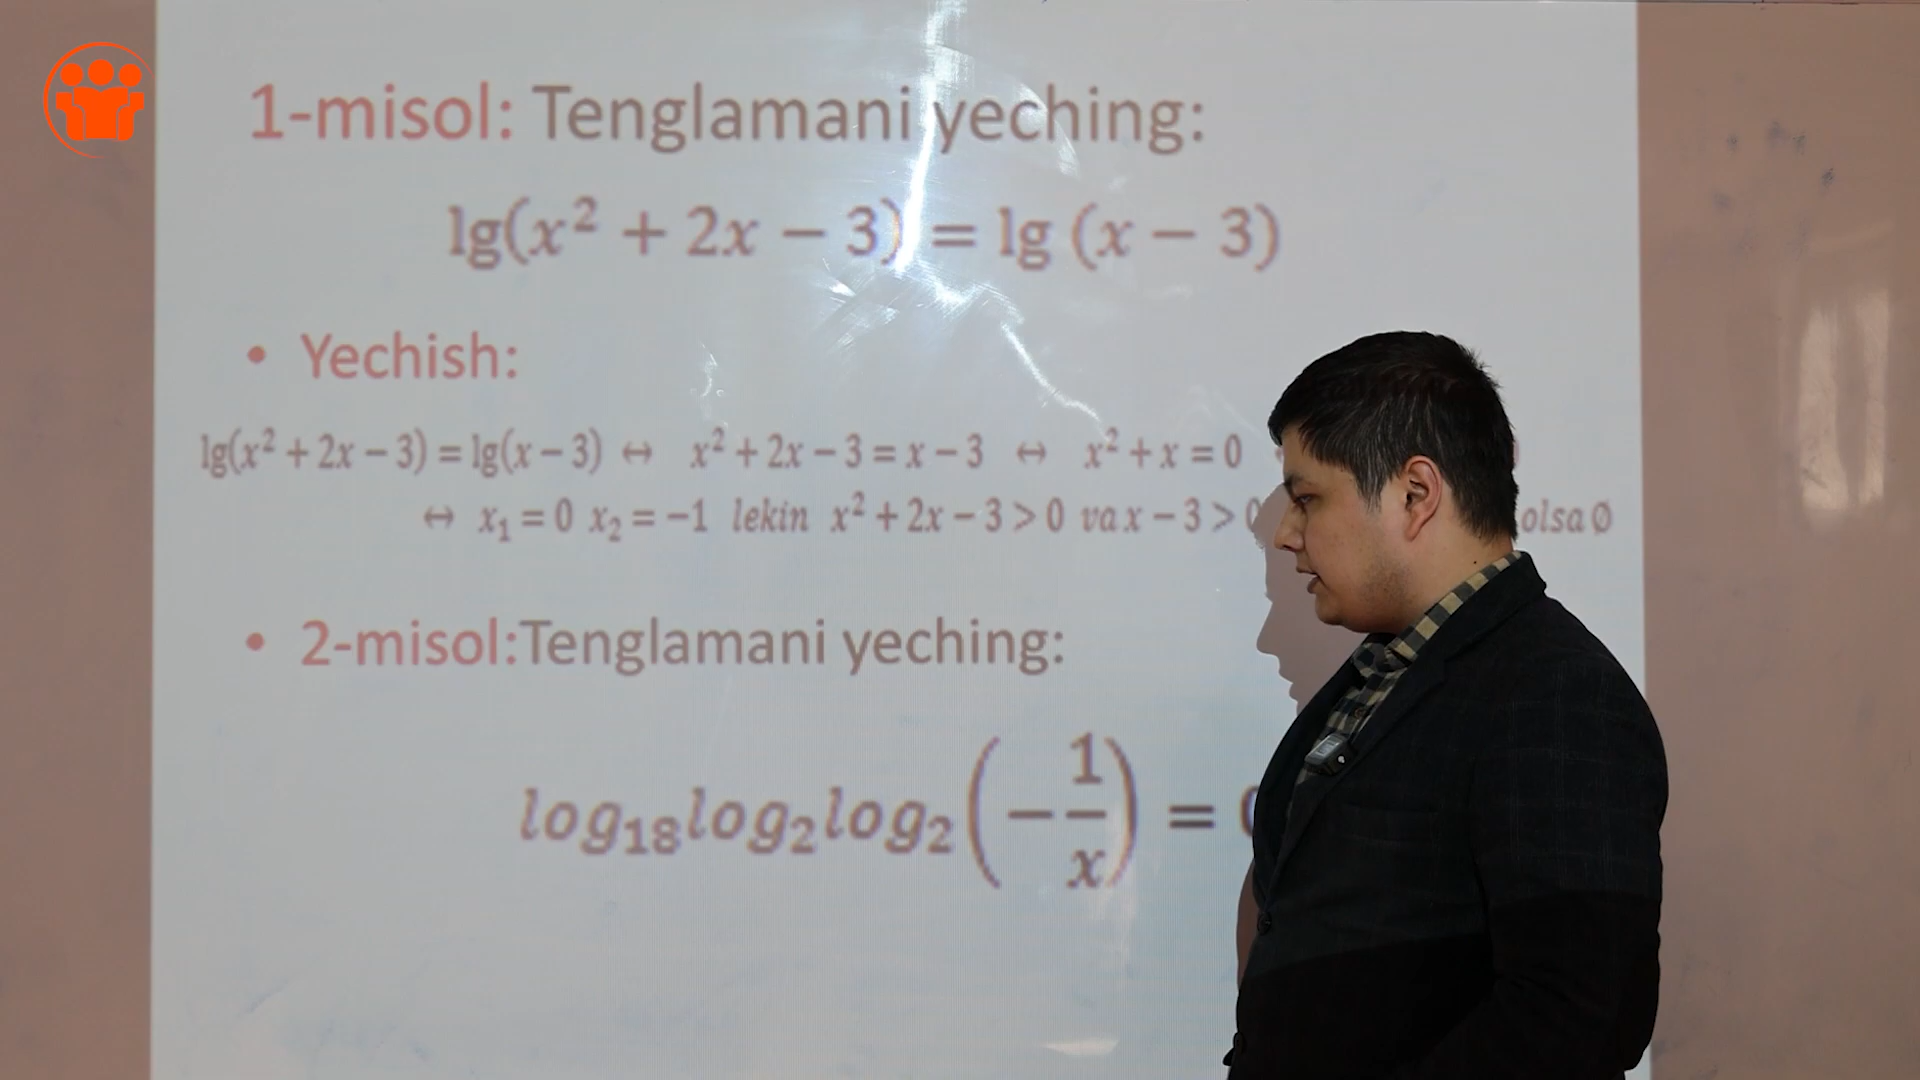 1-misol: Tenglamani yeching:
lg(x² + 2x − 3) = lg (x − 3)
• Yechish:
lg(x² + 2x − 3) = lg(x − 3) ↔ x² + 2x − 3 = x − 3 ↔ x² + x = 0
↔ x₁ = 0 x₂ = −1 lekin x² + 2x − 3 > 0 va x − 3 > 0 olsa ∅
• 2-misol:Tenglamani yeching:
log₁₈log₂log₂(−1/x) =